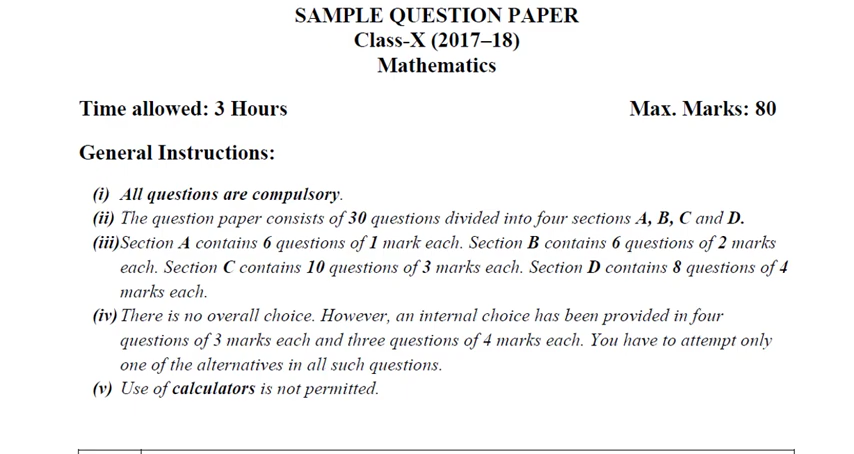 SAMPLE QUESTION PAPER
Class-X (2017–18)
Mathematics
Time allowed: 3 Hours Max. Marks: 80
General Instructions:
(i) All questions are compulsory.
(ii) The question paper consists of 30 questions divided into four sections A, B, C and D.
(iii)Section A contains 6 questions of 1 mark each. Section B contains 6 questions of 2 marks
each. Section C contains 10 questions of 3 marks each. Section D contains 8 questions of 4
marks each.
(iv) There is no overall choice. However, an internal choice has been provided in four
questions of 3 marks each and three questions of 4 marks each. You have to attempt only
one of the alternatives in all such questions.
(v) Use of calculators is not permitted.